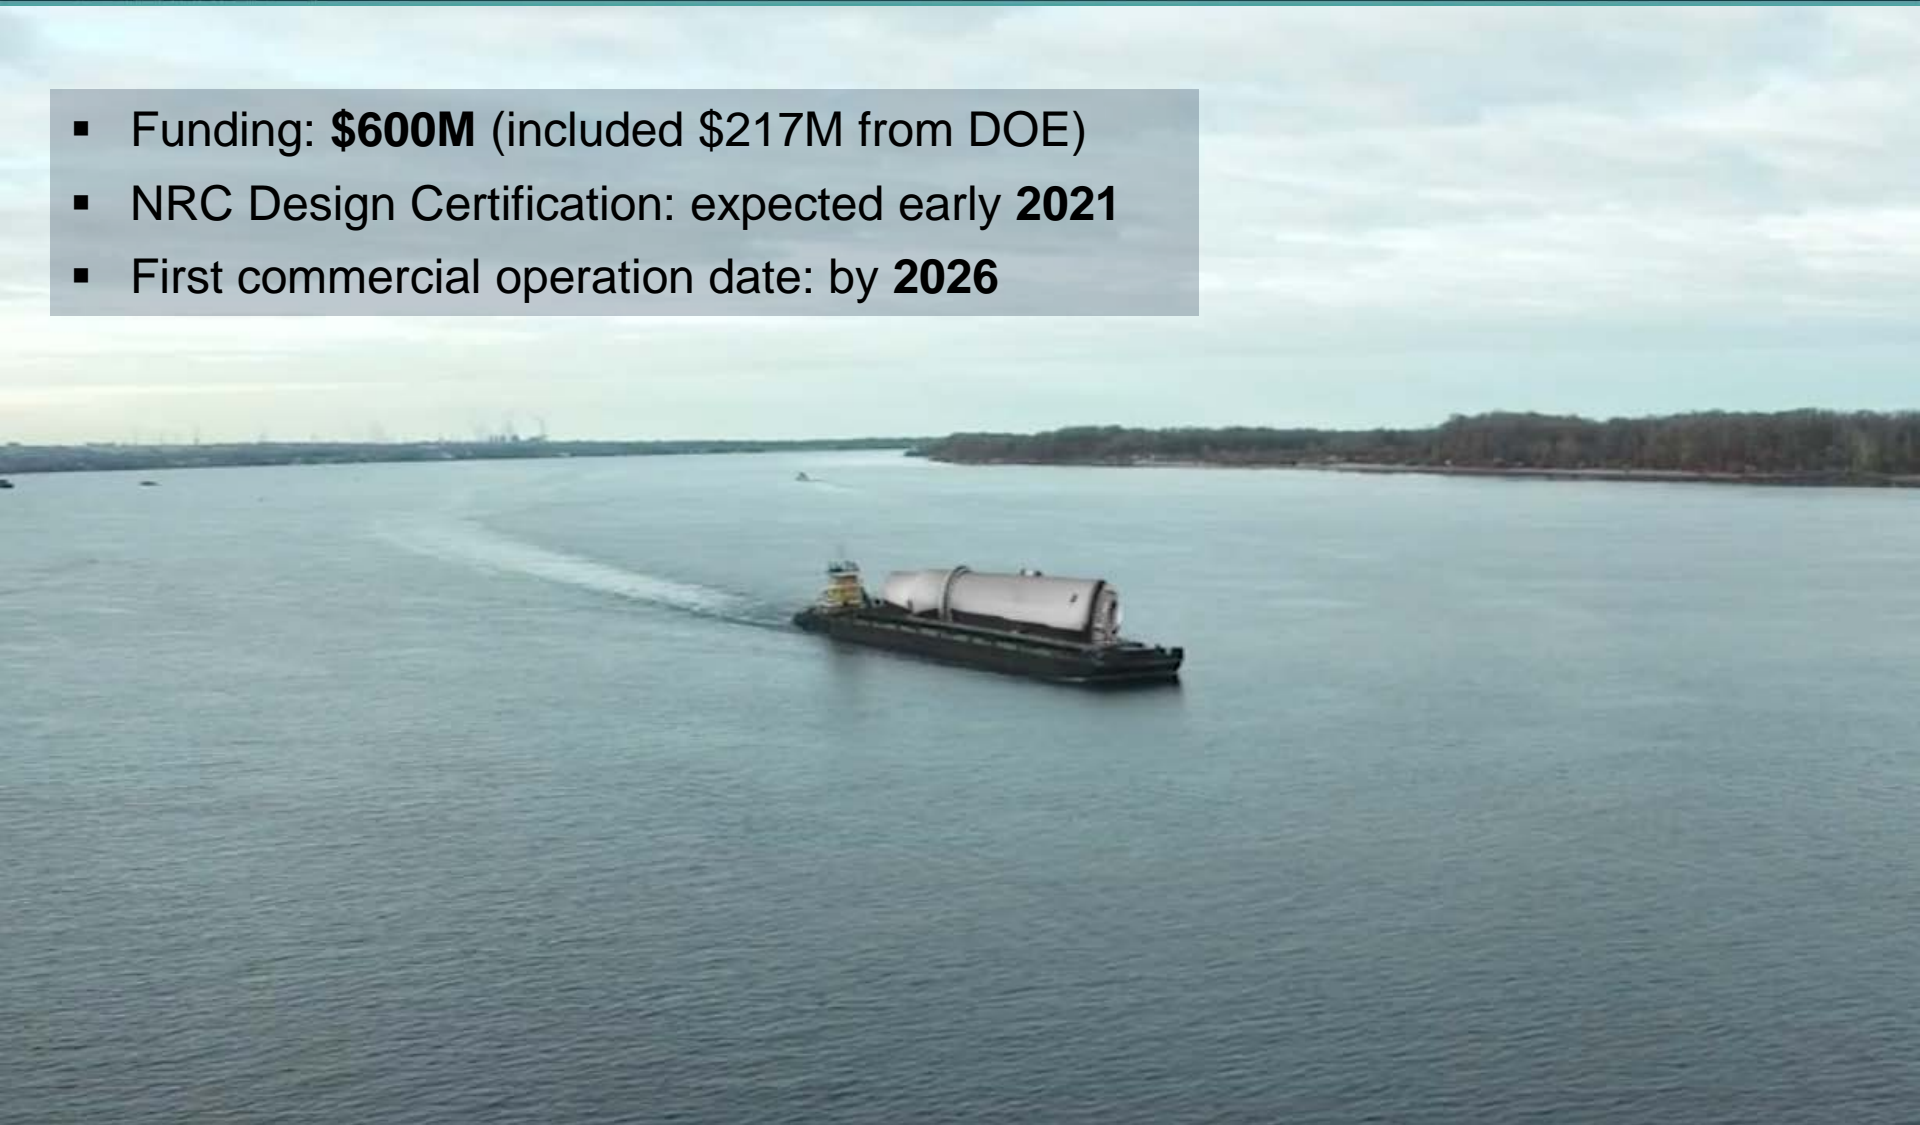 ▪ Funding: $600M (included $217M from DOE)
▪ NRC Design Certification: expected early 2021
▪ First commercial operation date: by 2026